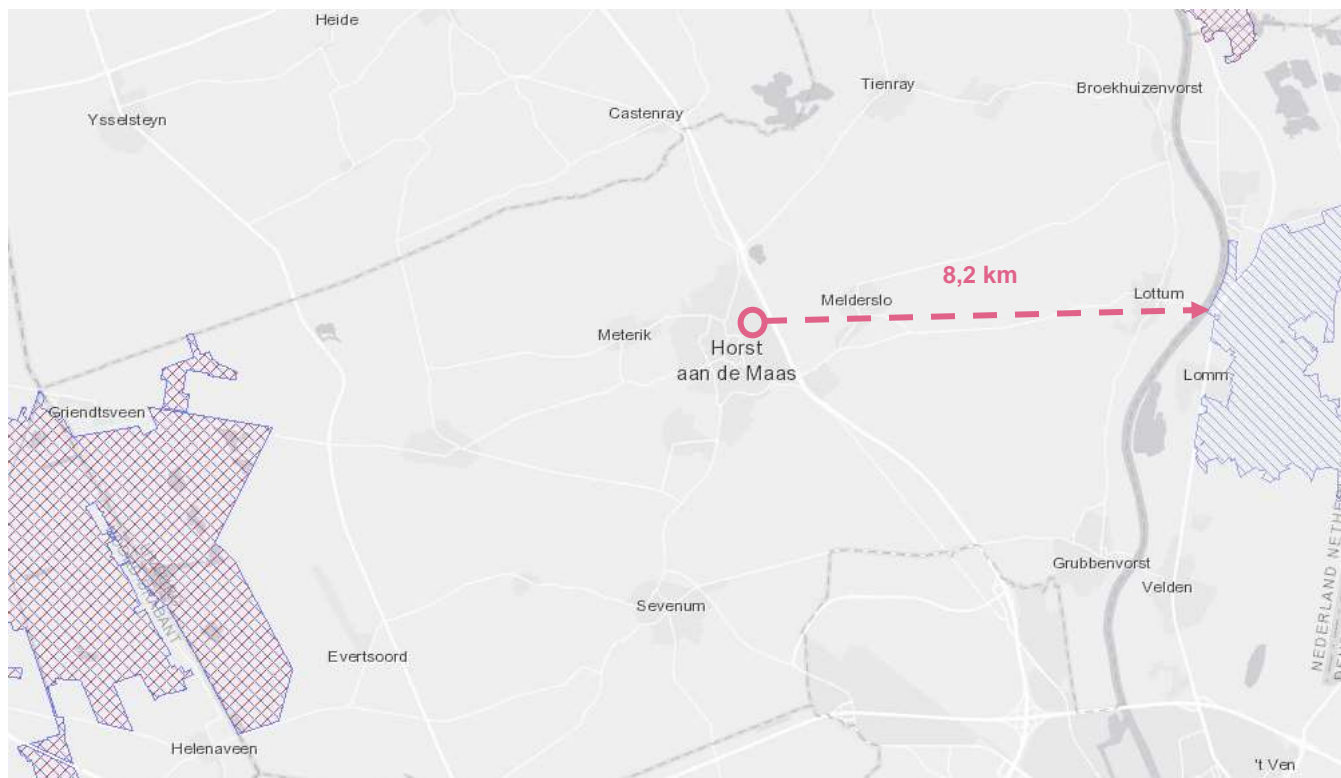 Heide
Tienray
Broekhuizenvorst
Castenray
Ysselsteyn
8,2 km
Lottum
Melderslo
Meterik
Horst
aan de Maas
Lomm
Griendtsveen
Grubbenvorst
Velden
Sevenum
Evertsoord
NEDERLAND
BRABANT
Helenaveen
't Ven